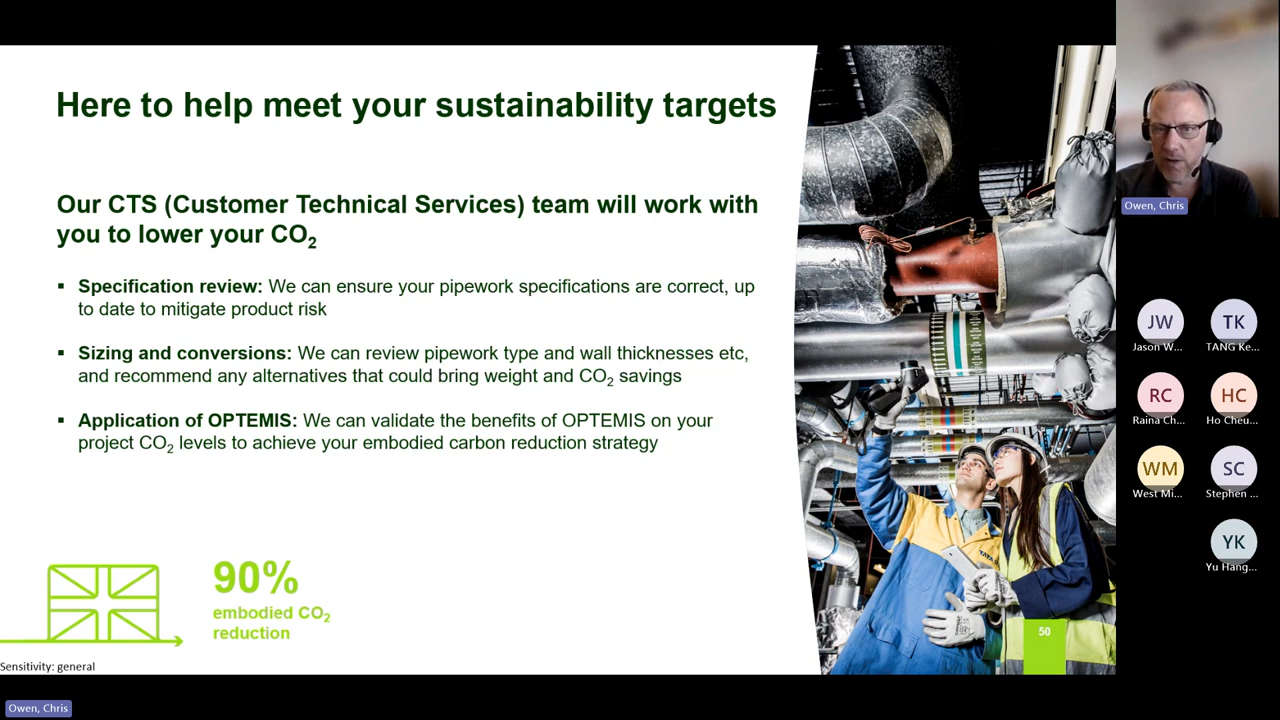 Here to help meet your sustainability targets
Our CTS (Customer Technical Services) team will work with
you to lower your CO2
▪ Specification review: We can ensure your pipework specifications are correct, up
to date to mitigate product risk
▪ Sizing and conversions: We can review pipework type and wall thicknesses etc,
and recommend any alternatives that could bring weight and CO2 savings
▪ Application of OPTEMIS: We can validate the benefits of OPTEMIS on your
project CO2 levels to achieve your embodied carbon reduction strategy
90%
embodied CO2
reduction
Sensitivity: general
TATA
50
Owen, Chris
Owen, Chris
JW
Jason W...
TK
TANG Ke...
RC
Raina Ch...
HC
Ho Cheu...
WM
West Mi...
SC
Stephen ...
YK
Yu Hang...